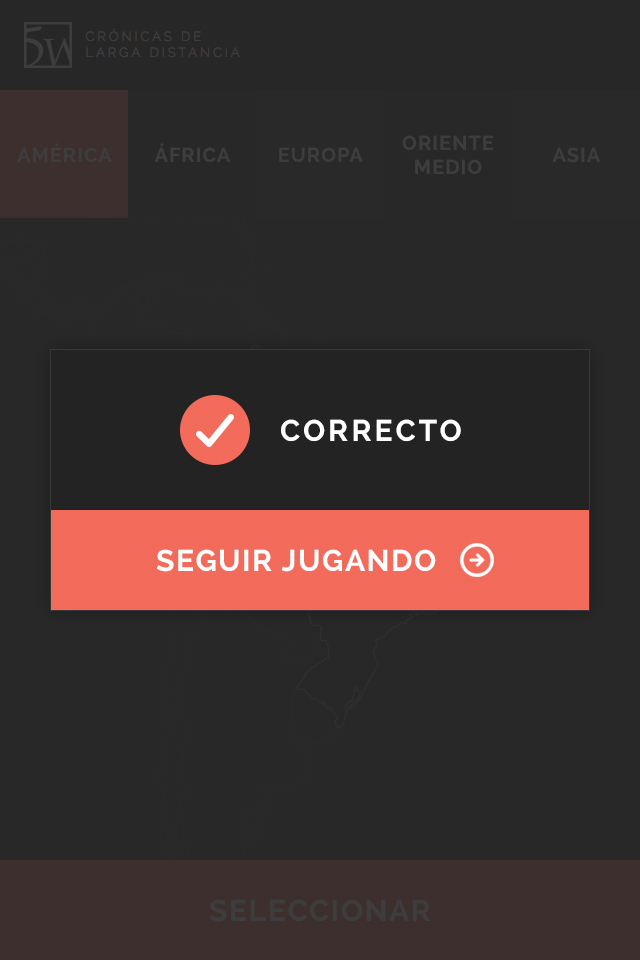 5W
CRÓNICAS DE
LARGA DISTANCIA
AMÉRICA
ÁFRICA
EUROPA
ORIENTE
MEDIO
ASIA
CORRECTO
SEGUIR JUGANDO
SELECCIONAR